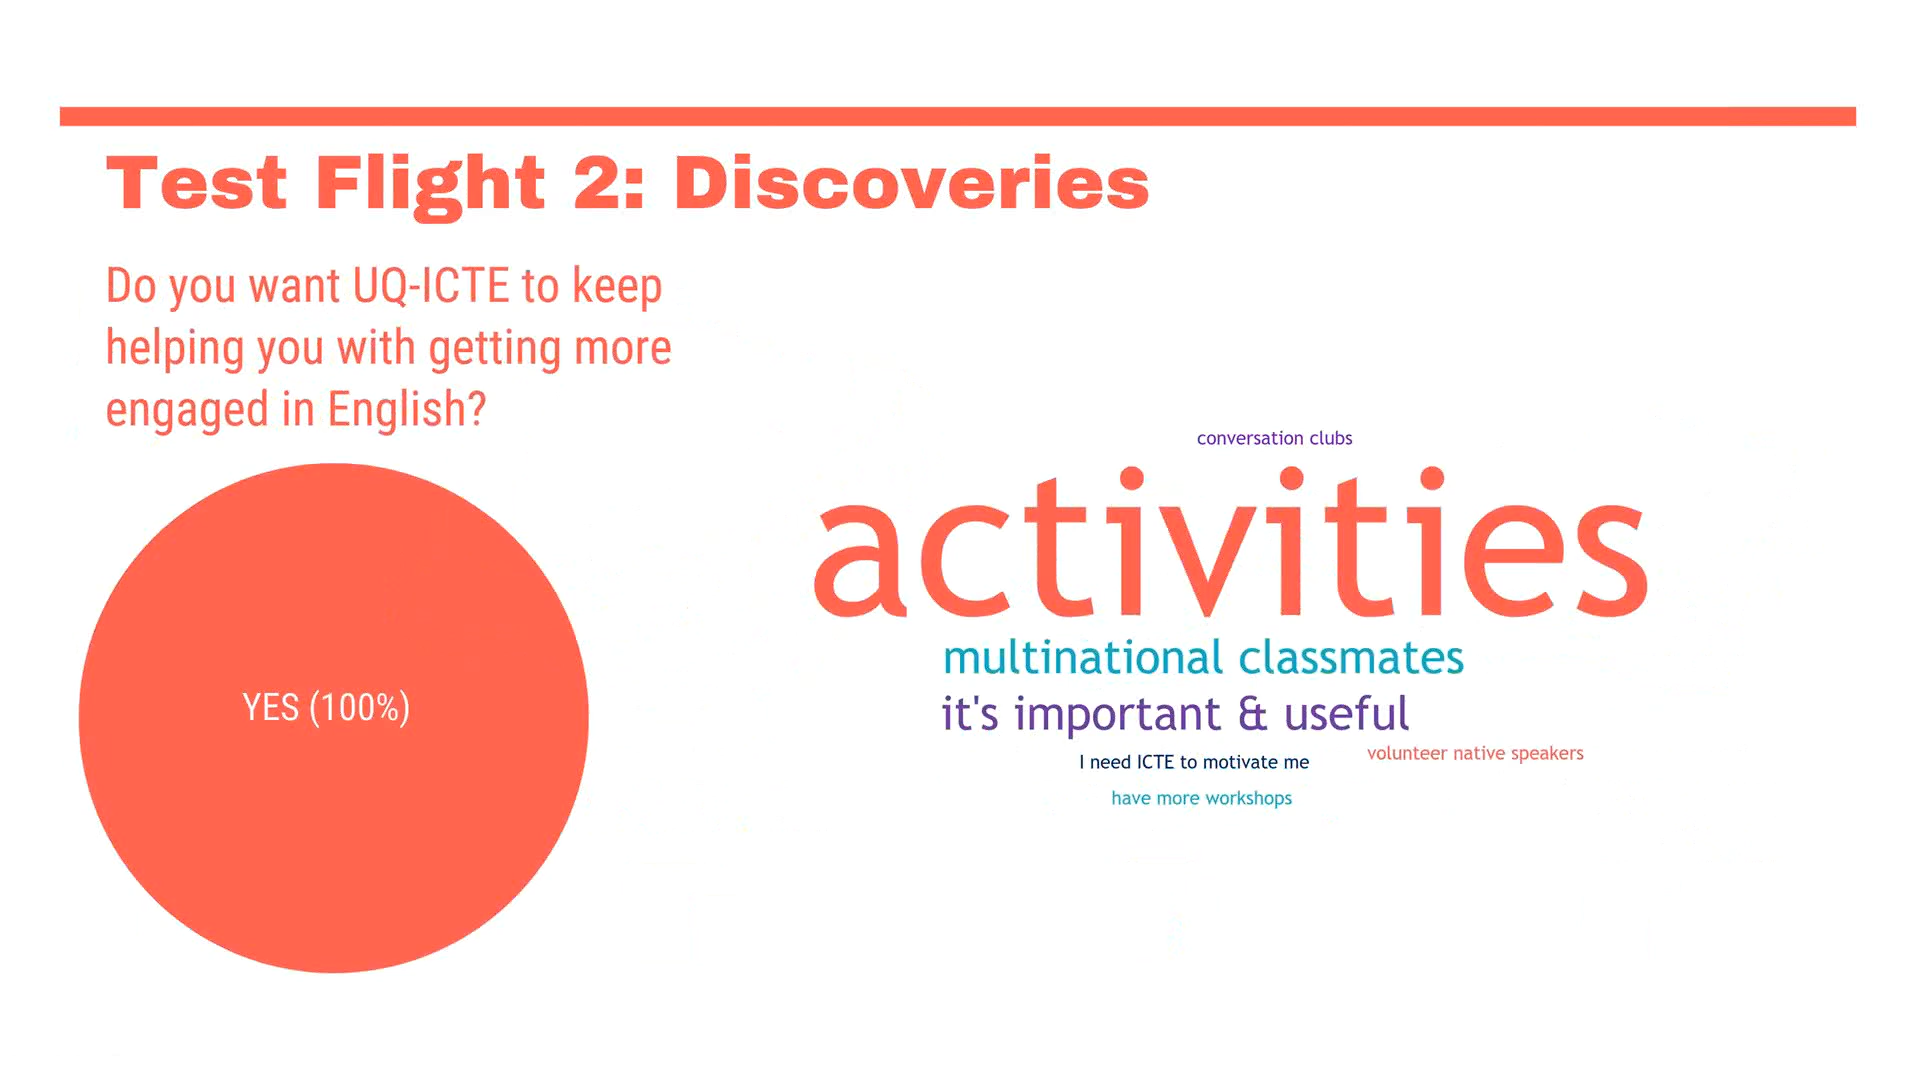 Test Flight 2: Discoveries
Do you want UQ-ICTE to keep
helping you with getting more
engaged in English?
YES (100%)
conversation clubs
activities
multinational classmates
it's important & useful
I need ICTE to motivate me
volunteer native speakers
have more workshops